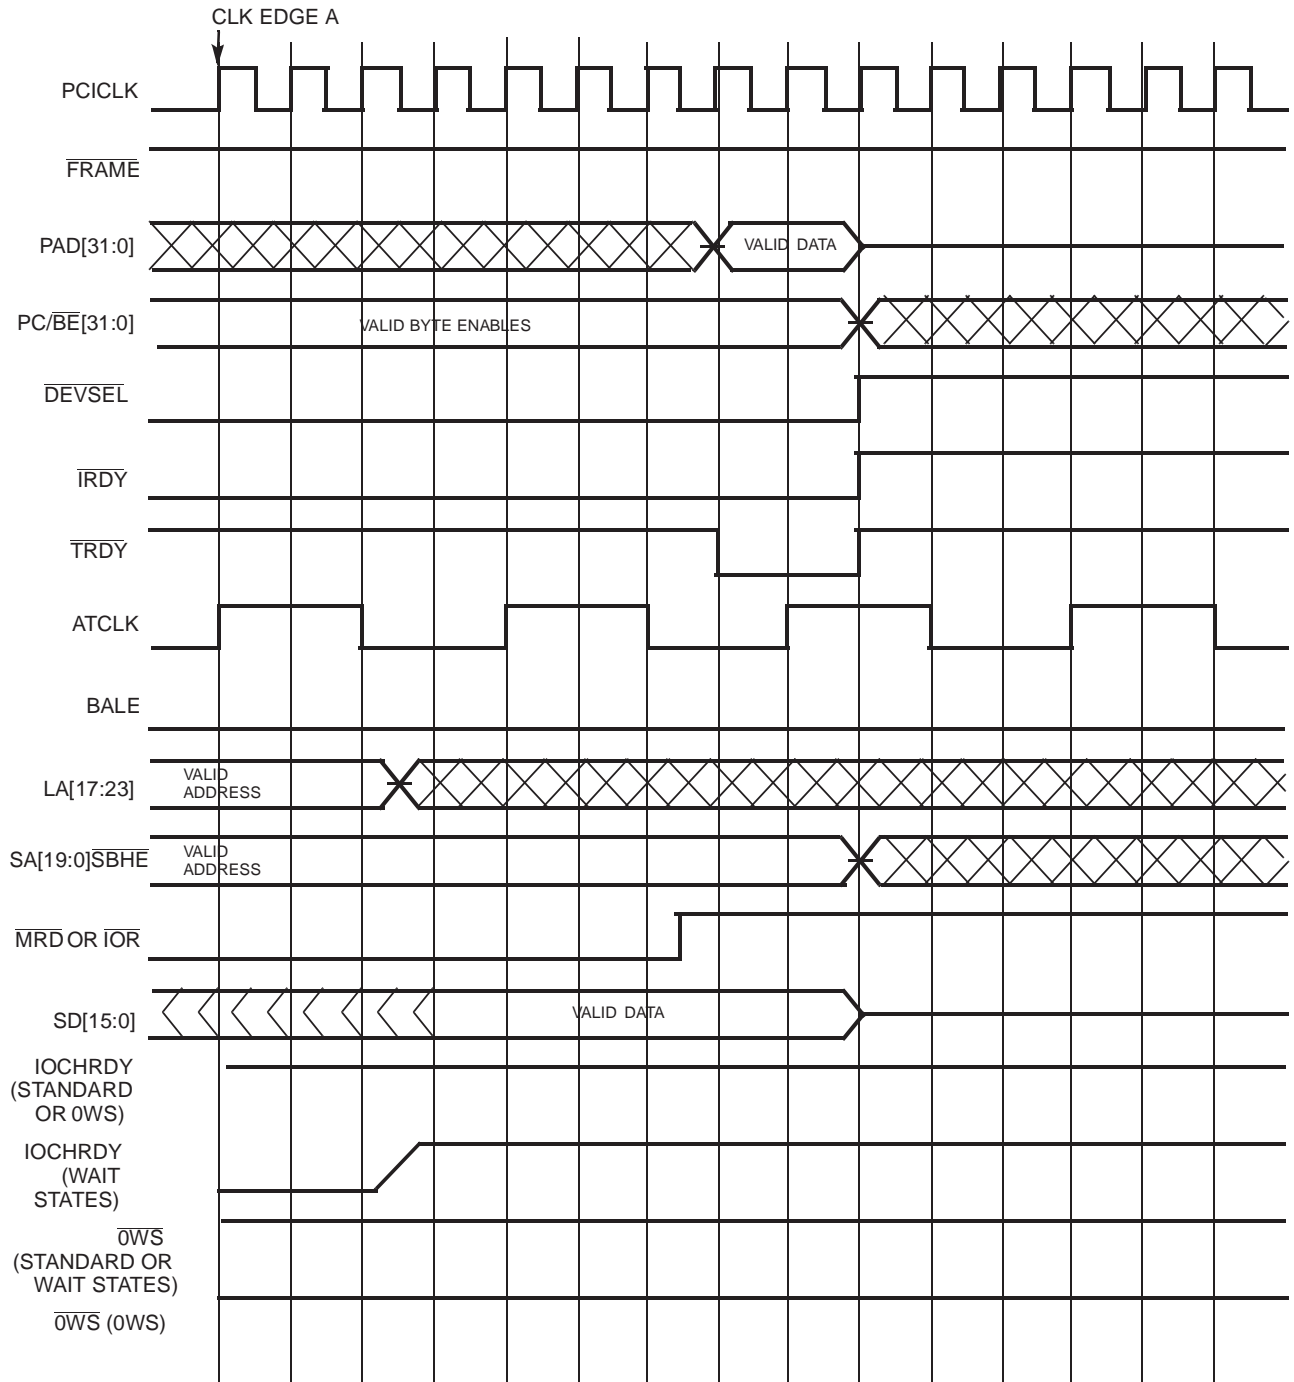 CLK EDGE A
PCICLK
FRAME
PAD[31:0]
VALID DATA
PC/BE[31:0]
VALID BYTE ENABLES
DEVSEL
IRDY
TRDY
ATCLK
BALE
LA[17:23]
VALID
ADDRESS
SA[19:0]SBHE
VALID
ADDRESS
MRD OR IOR
SD[15:0]
VALID DATA
IOCHRDY
(STANDARD
OR 0WS)
IOCHRDY
(WAIT
STATES)
0WS
(STANDARD OR
WAIT STATES)
0WS (0WS)